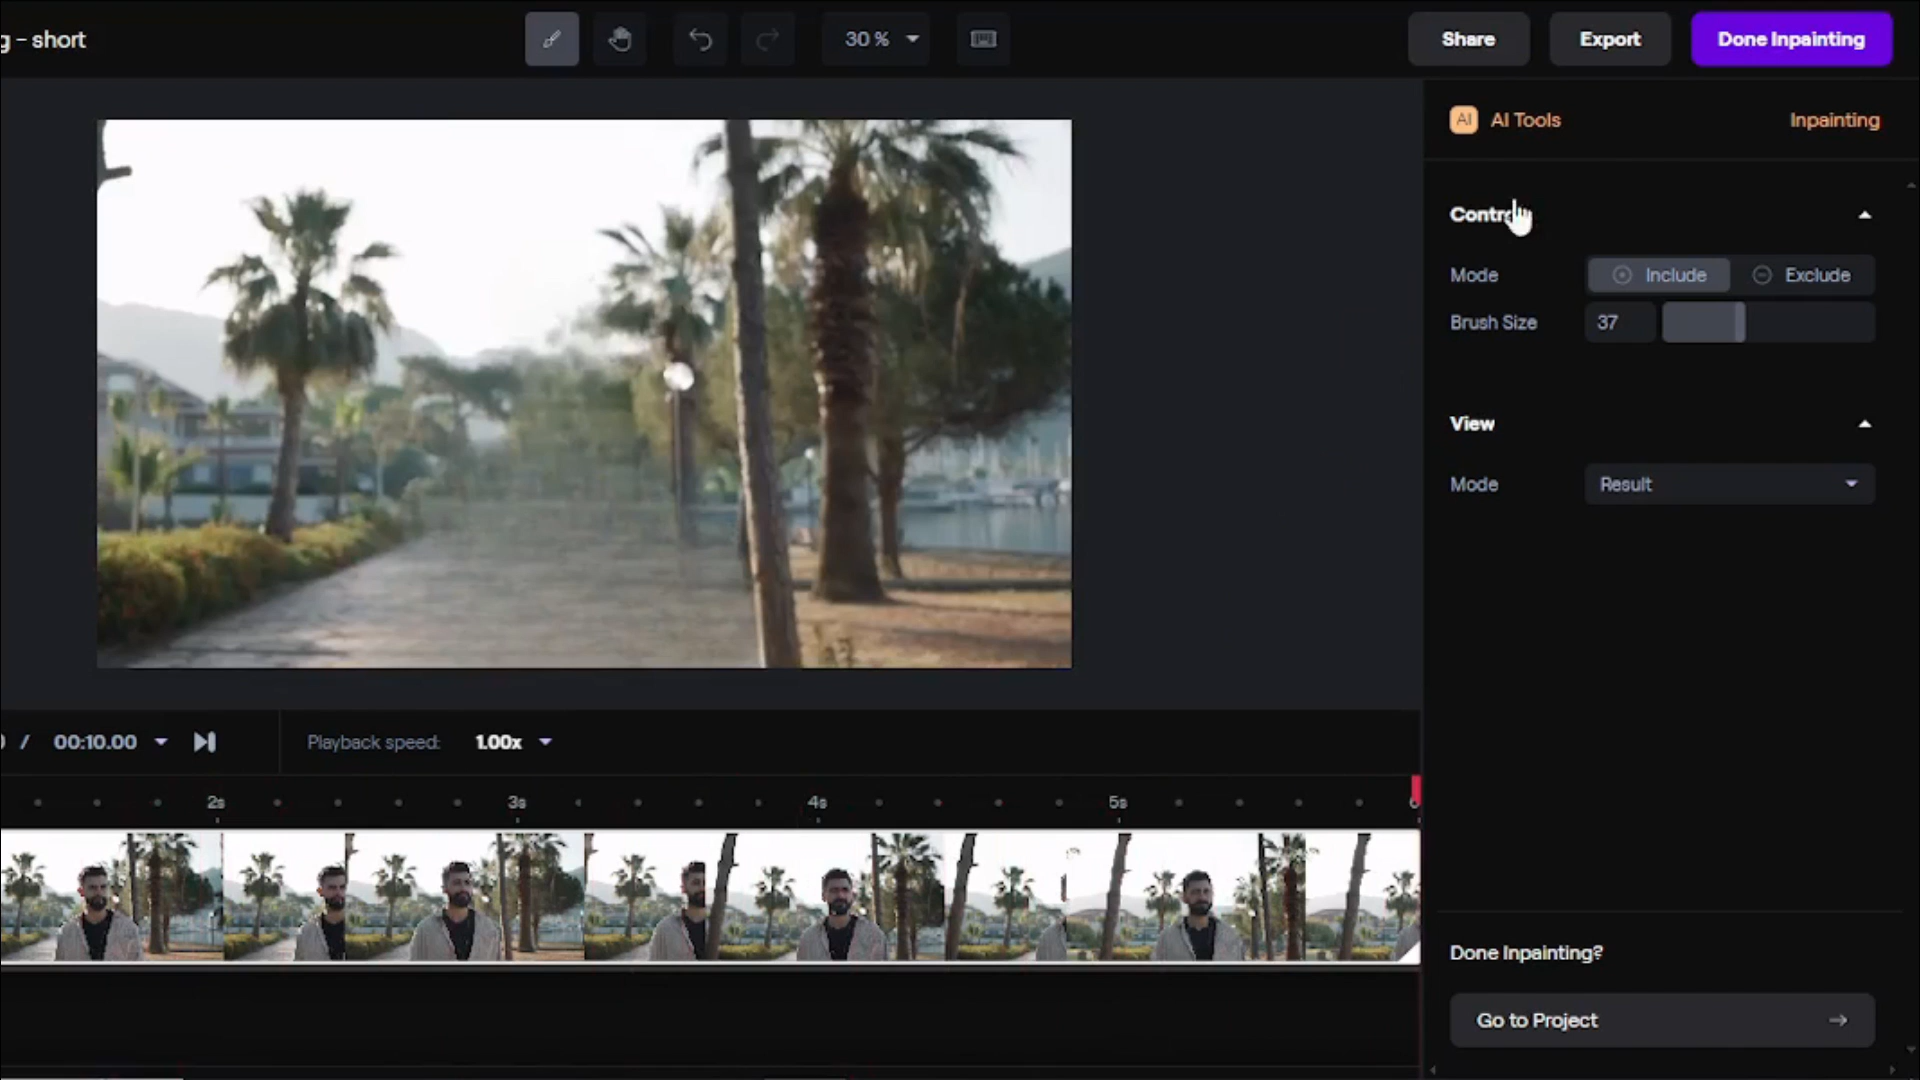 g - short
30 %
Share
Export
Done Inpainting
AI
AI Tools
Inpainting
Mode
Include
Exclude
Brush Size
37
View
Mode
Result
/ 00:10.00
Playback speed:
1.00x
2s
3s
4s
5s
Done Inpainting?
Go to Project